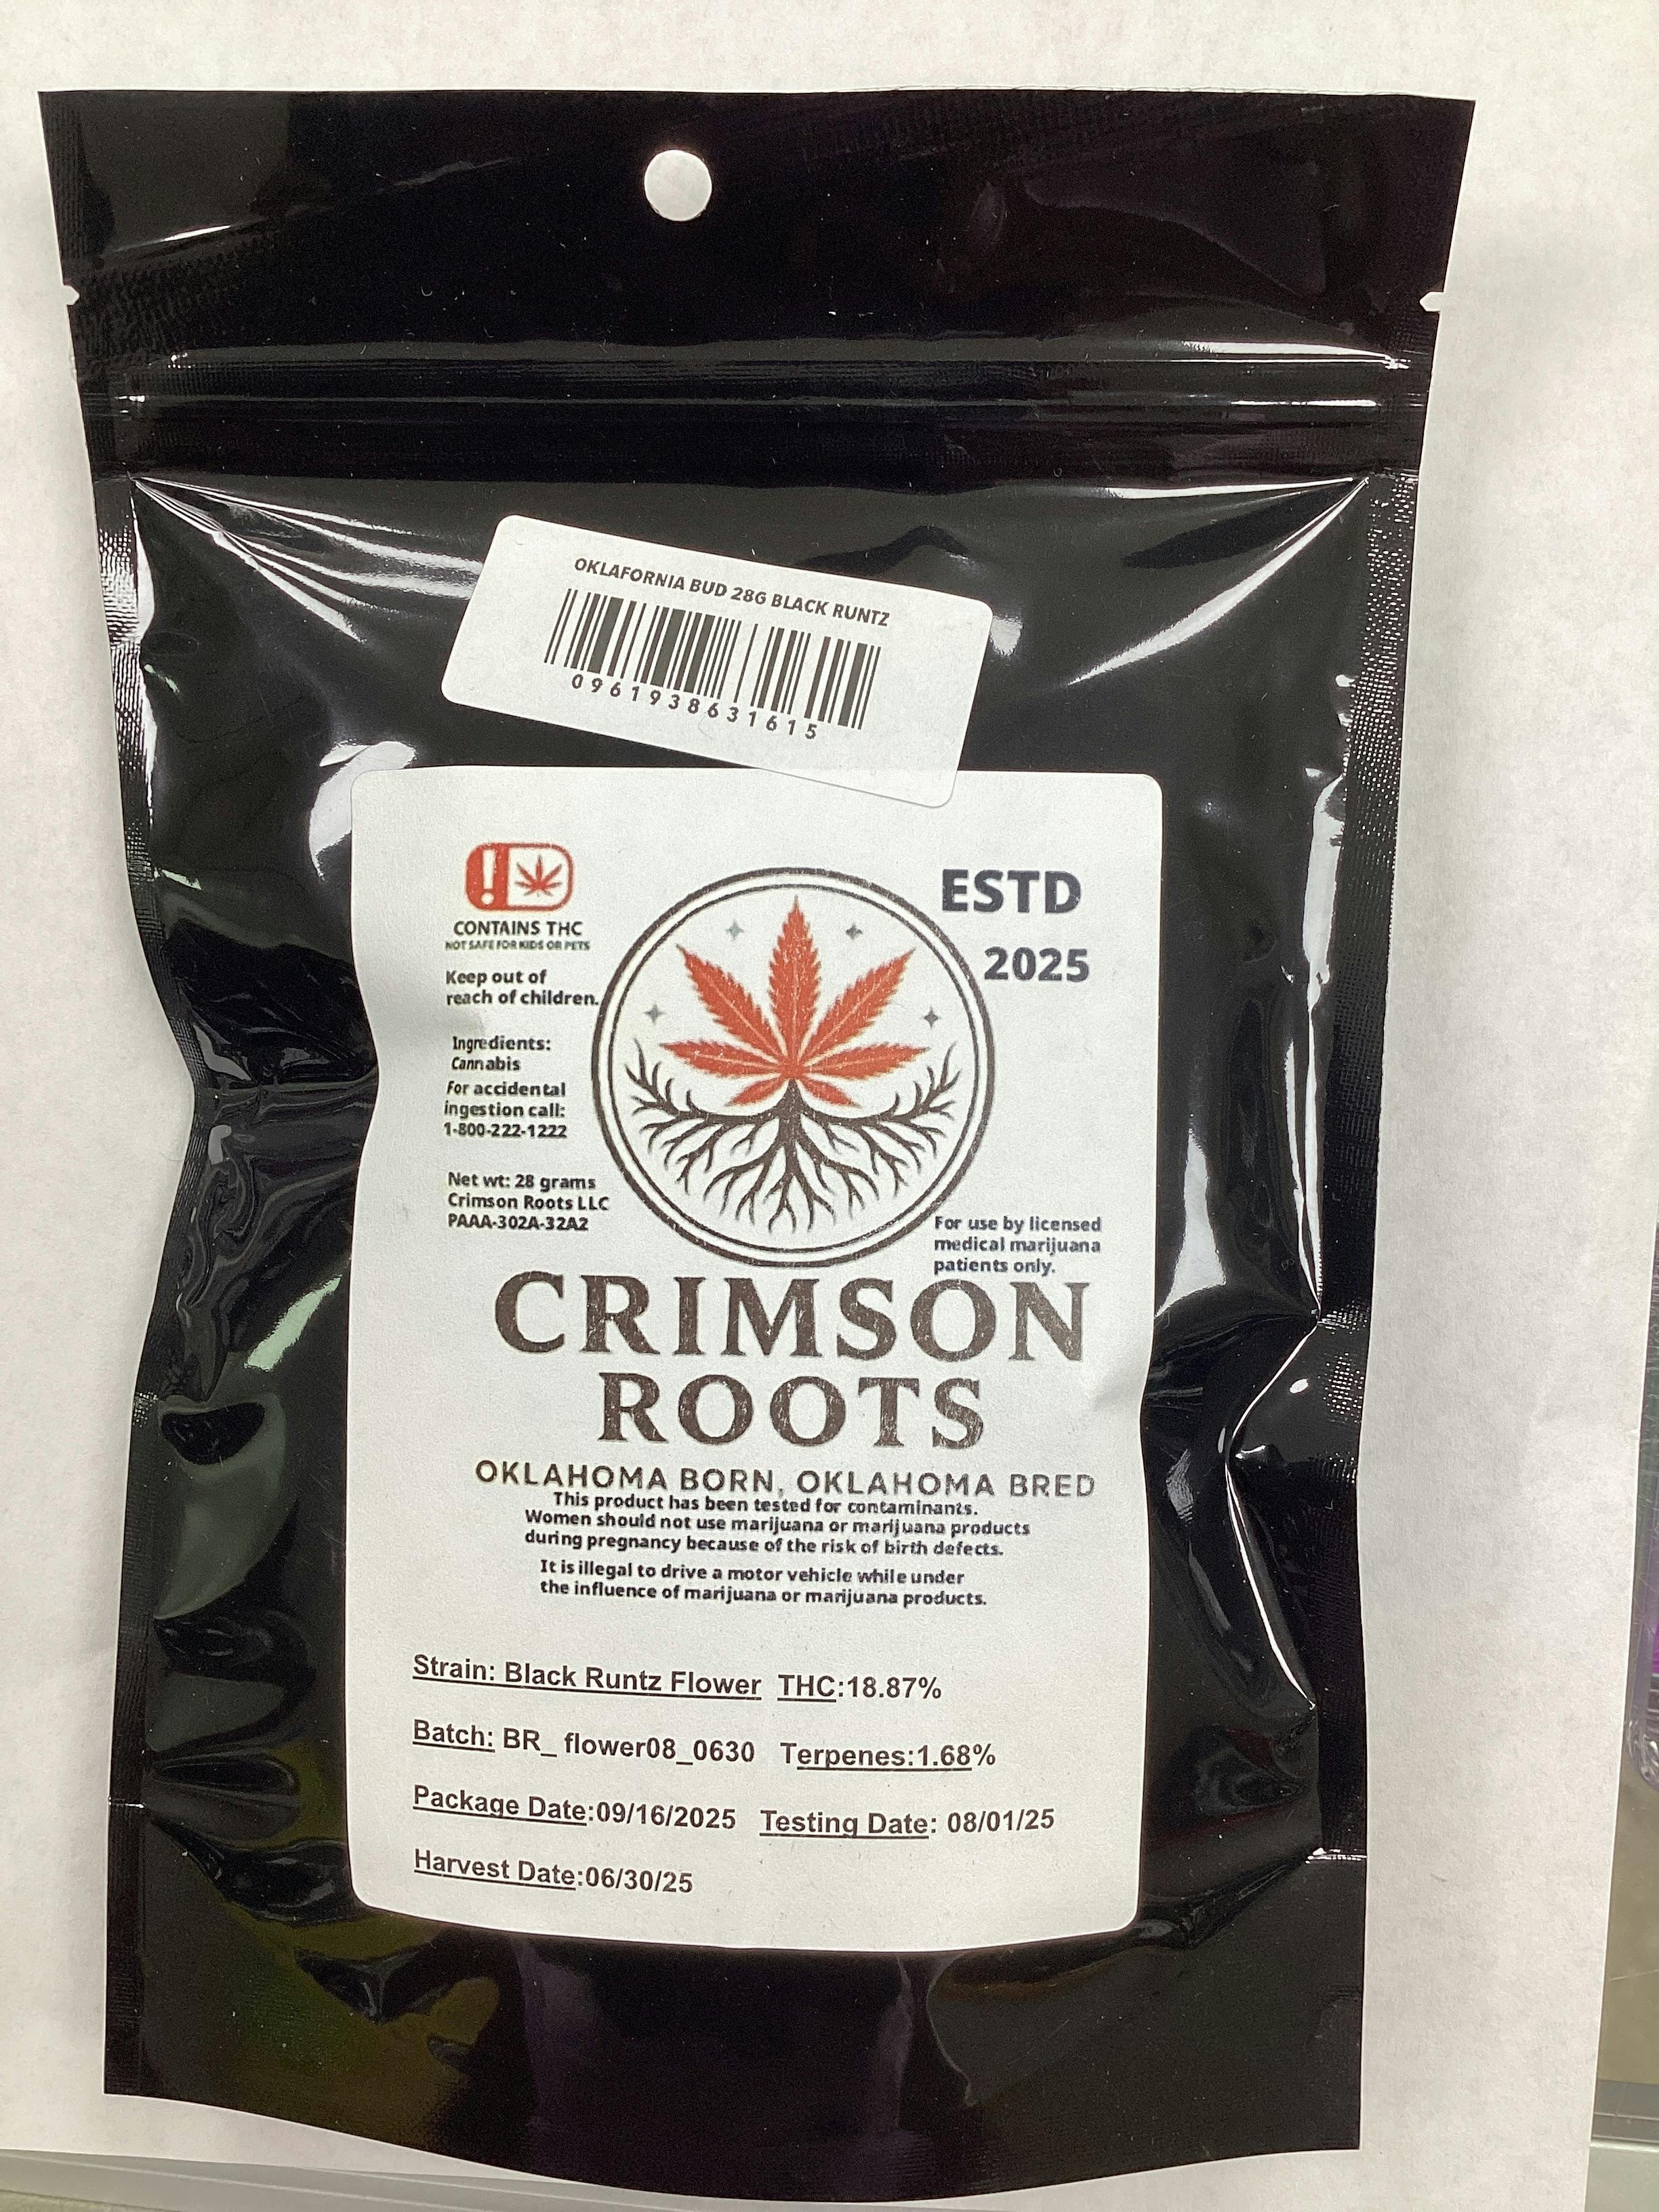 OKLAFORNIA BUD 28G BLACK RUNTZ
0961938631615
CONTAINS THC
NOT SAFE FOR KIDS OR PETS
Keep out of
reach of children.
Ingredients:
Cannabis
For accidental
ingestion call:
1-800-222-1222
Net wt: 28 grams
Crimson Roots LLC
PAAA-302A-32A2
ESTD
2025
For use by licensed
medical marijuana
patients only.
CRIMSON
ROOTS
OKLAHOMA BORN, OKLAHOMA BRED
This product has been tested for contaminants.
Women should not use marijuana or marijuana products
during pregnancy because of the risk of birth defects.
It is illegal to drive a motor vehicle while under
the influence of marijuana or marijuana products.
Strain: Black Runtz Flower THC:18.87%
Batch: BR_ flower08_0630 Terpenes:1.68%
Package Date:09/16/2025 Testing Date: 08/01/25
Harvest Date:06/30/25